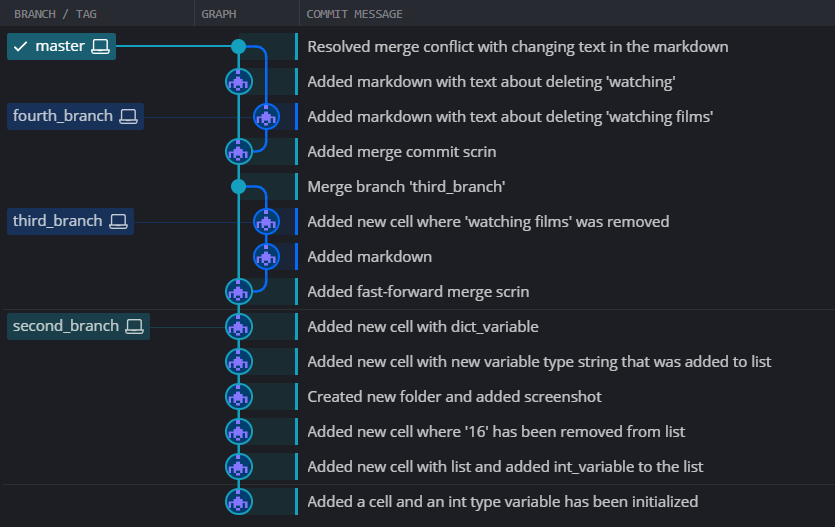 BRANCH / TAG GRAPH COMMIT MESSAGE
master Resolved merge conflict with changing text in the markdown
Added markdown with text about deleting 'watching'
fourth_branch Added markdown with text about deleting 'watching films'
Added merge commit scrin
Merge branch 'third_branch'
third_branch Added new cell where 'watching films' was removed
Added markdown
Added fast-forward merge scrin
second_branch Added new cell with dict_variable
Added new cell with new variable type string that was added to list
Created new folder and added screenshot
Added new cell where '16' has been removed from list
Added new cell with list and added int_variable to the list
Added a cell and an int type variable has been initialized